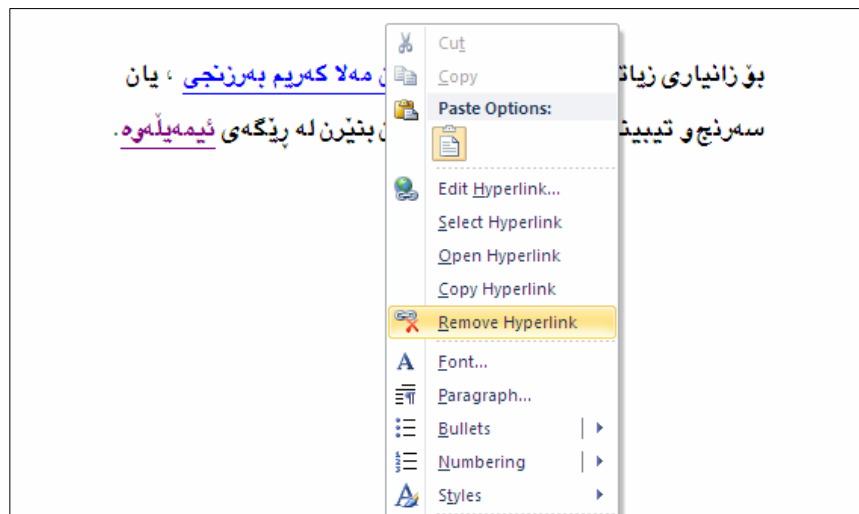 بۆ زانیاری زیاتر مەلا کەریم بەرزنجی ، یان
سەرنج و تیبین بنێرن لە ڕێگەی ئیمەیڵەوە.
Cut
Copy
Paste Options:
Edit Hyperlink...
Select Hyperlink
Open Hyperlink
Copy Hyperlink
Remove Hyperlink
Font...
Paragraph...
Bullets
Numbering
Styles